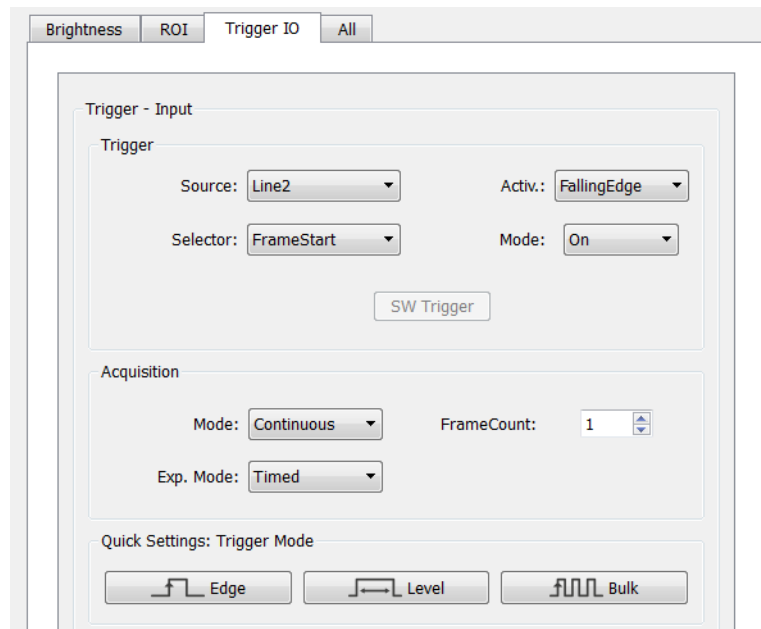 Brightness ROI Trigger IO All
Trigger - Input
Trigger
Source: Line2 Activ.: FallingEdge
Selector: FrameStart Mode: On
SW Trigger
Acquisition
Mode: Continuous FrameCount: 1
Exp. Mode: Timed
Quick Settings: Trigger Mode
Edge Level Bulk